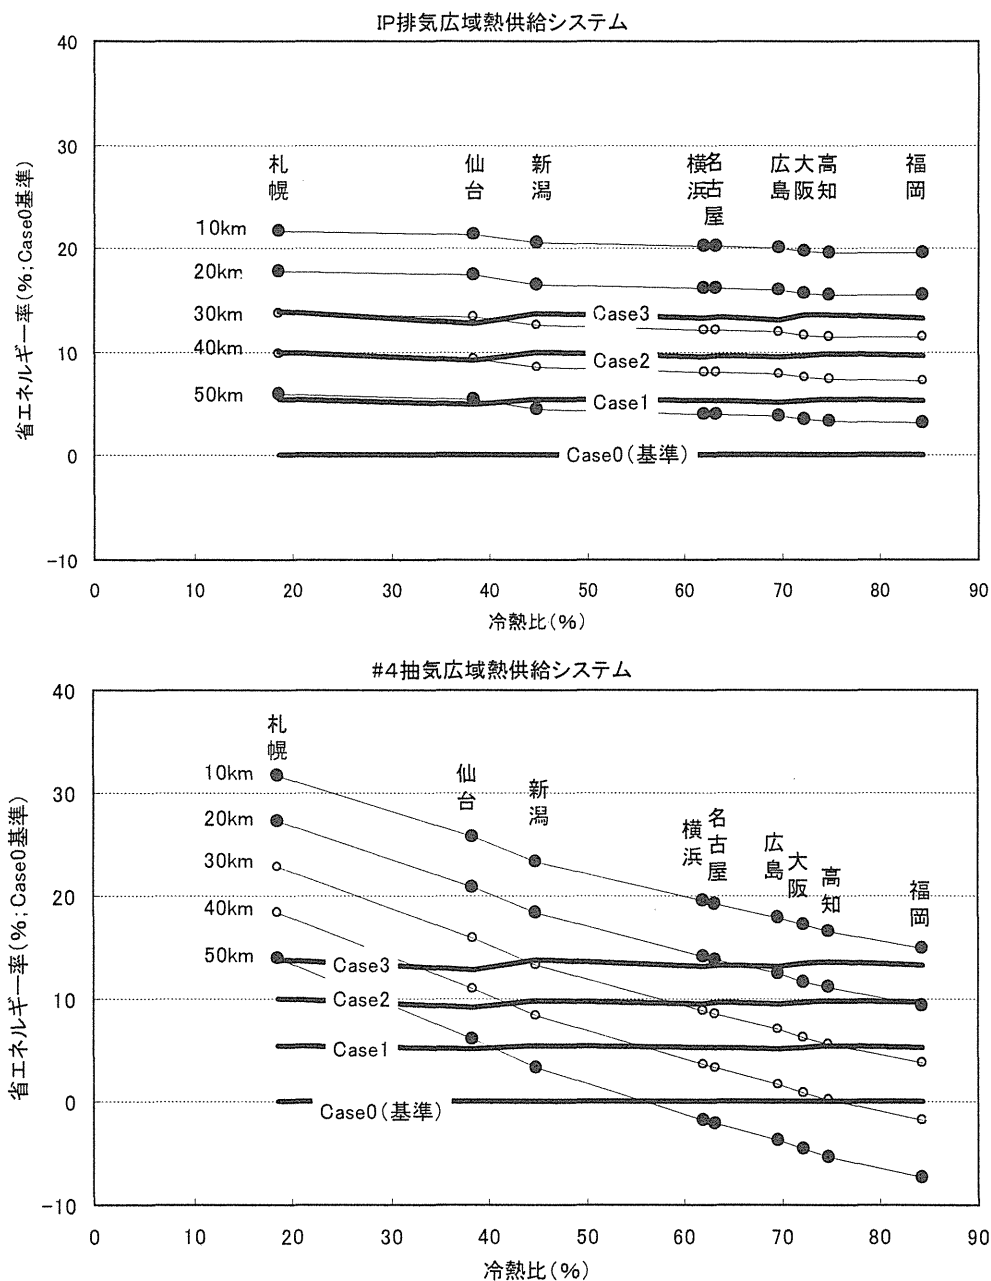 IP排気広域熱供給システム
40
30
20
10
0
-10
省エネルギー率(%;Case0基準)
札幌
仙台
新潟
横浜
名古屋
広島
大阪
高知
福岡
10km
20km
30km
40km
50km
Case3
Case2
Case1
Case0(基準)
0 10 20 30 40 50 60 70 80 90
冷熱比(%)
#4抽気広域熱供給システム
40
30
20
10
0
-10
省エネルギー率(%;Case0基準)
札幌
仙台
新潟
横浜
名古屋
広島
大阪
高知
福岡
10km
20km
30km
40km
50km
Case3
Case2
Case1
Case0(基準)
0 10 20 30 40 50 60 70 80 90
冷熱比(%)